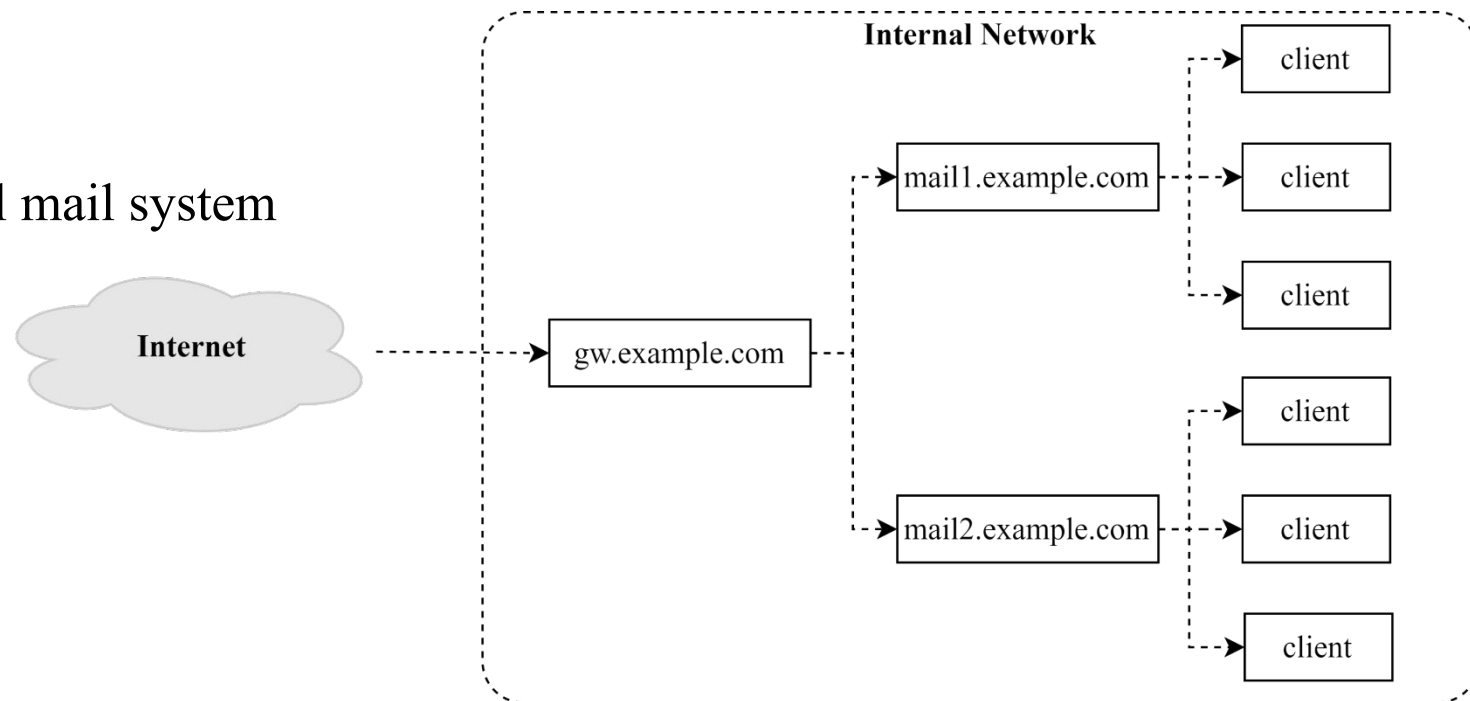 Internal Network
mail system
Internet
gw.example.com
mail1.example.com
mail2.example.com
client
client
client
client
client
client